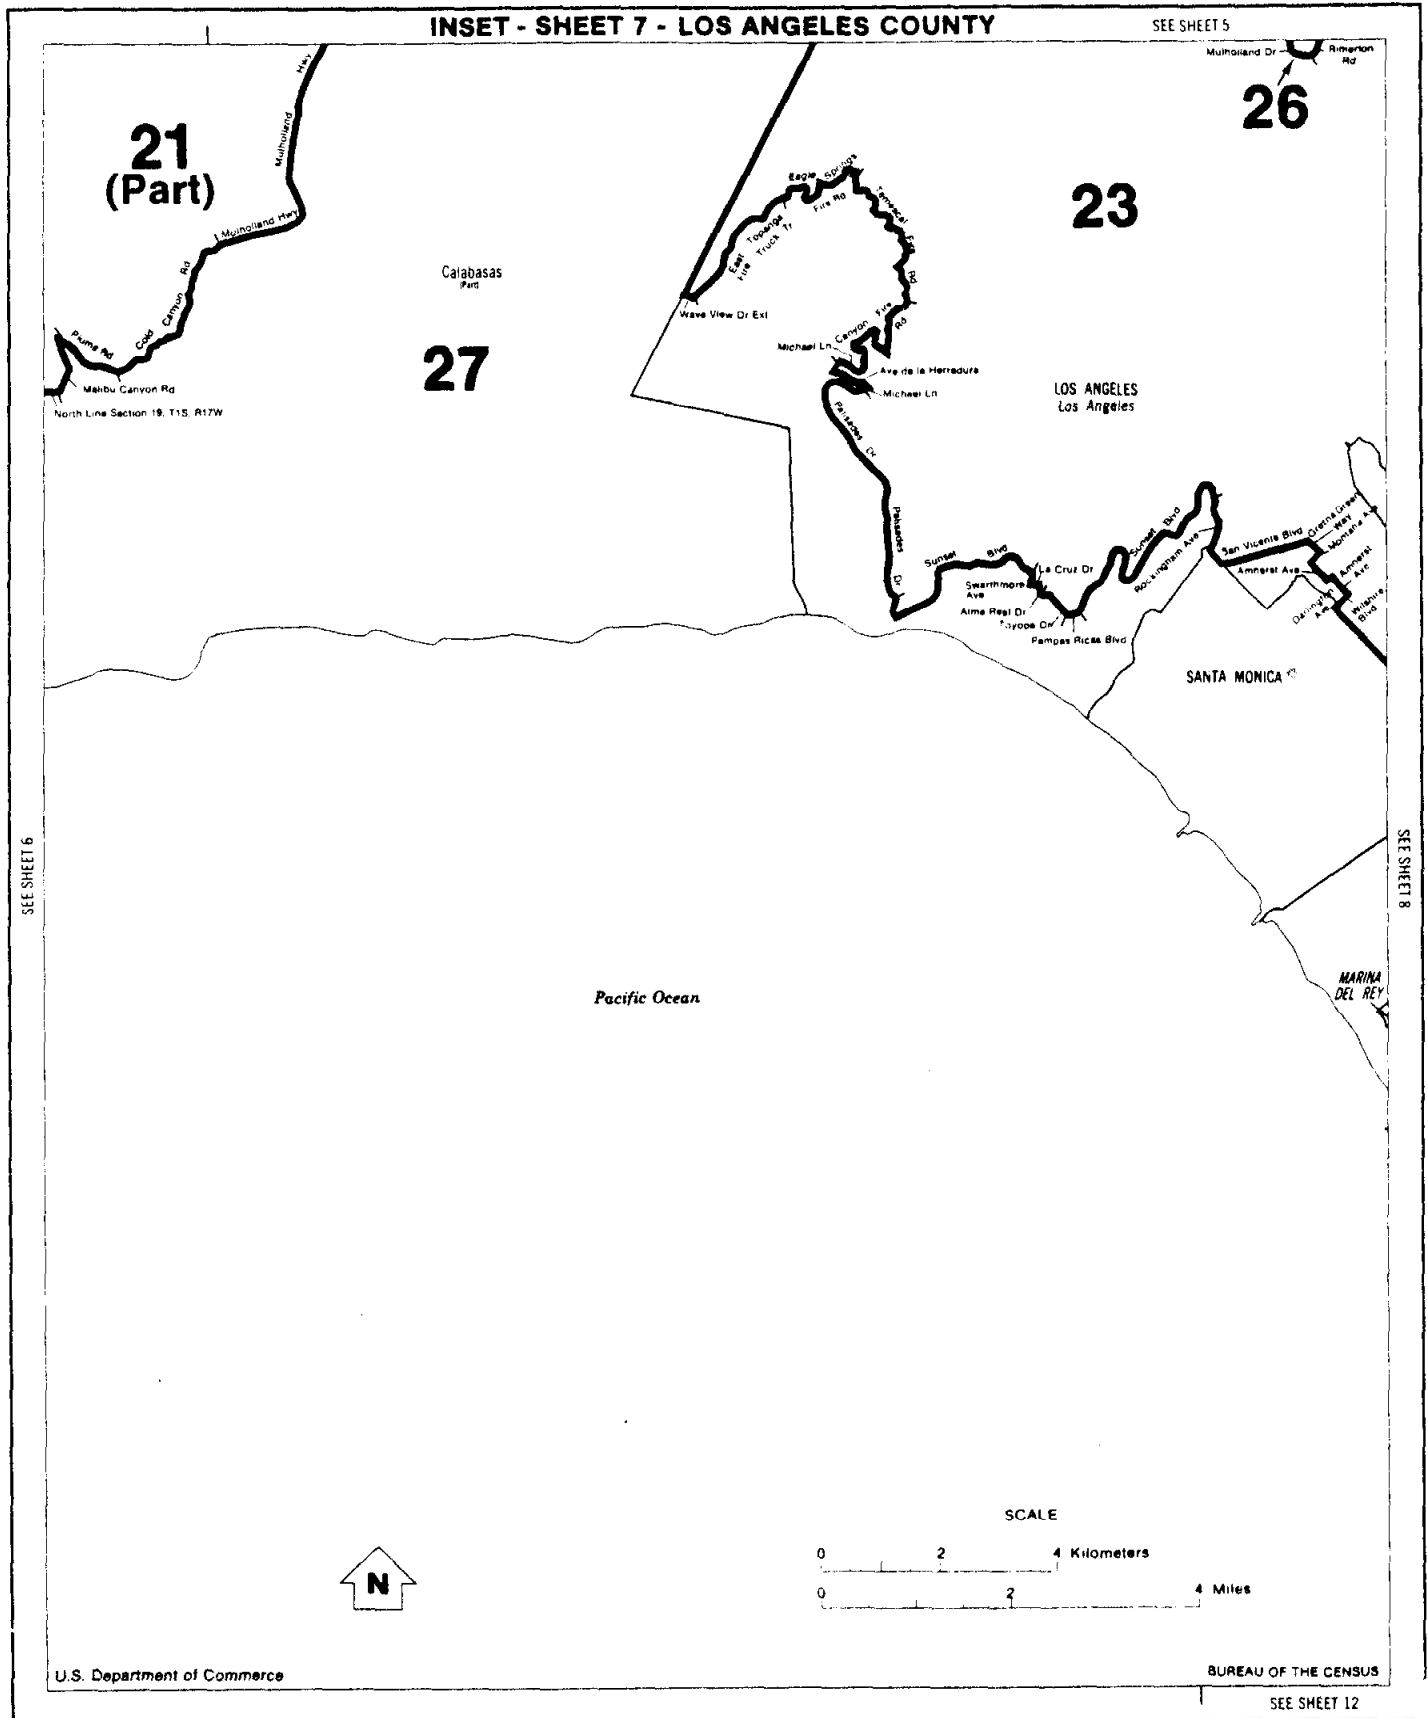 INSET - SHEET 7 - LOS ANGELES COUNTY
SEE SHEET 5
Mulholland Dr
Rimerton
Rd
26
21
(Part)
Mulholland
Hwy
Mulholland Hwy
Cold Canyon Rd
Piuma Rd
Malibu Canyon Rd
North Line Section 19, T1S, R17W
Calabasas
(Part)
27
23
Eagle Springs
Fire Rd
East Topanga
Fire Truck Tr
Temescal Fire Rd
Wave View Dr Ext
Canyon Fire
Rd
Michael Ln
Ave de la Herradura
Michael Ln
LOS ANGELES
Los Angeles
Palisades Dr
Palisades
Dr
Sunset Blvd
La Cruz Dr
Swarthmore
Ave
Alma Real Dr
Toyopa Dr
Pampas Ricas Blvd
Sunset Blvd
Rockingham Ave
San Vicente Blvd
Gretna Green
Way
Montana
Amherst Ave
Amherst
Ave
Darlington
Ave
Wilshire
Blvd
SANTA MONICA
SEE SHEET 6
SEE SHEET 8
MARINA
DEL REY
Pacific Ocean
SCALE
0 2 4 Kilometers
0 2 4 Miles
N
U.S. Department of Commerce
BUREAU OF THE CENSUS
SEE SHEET 12